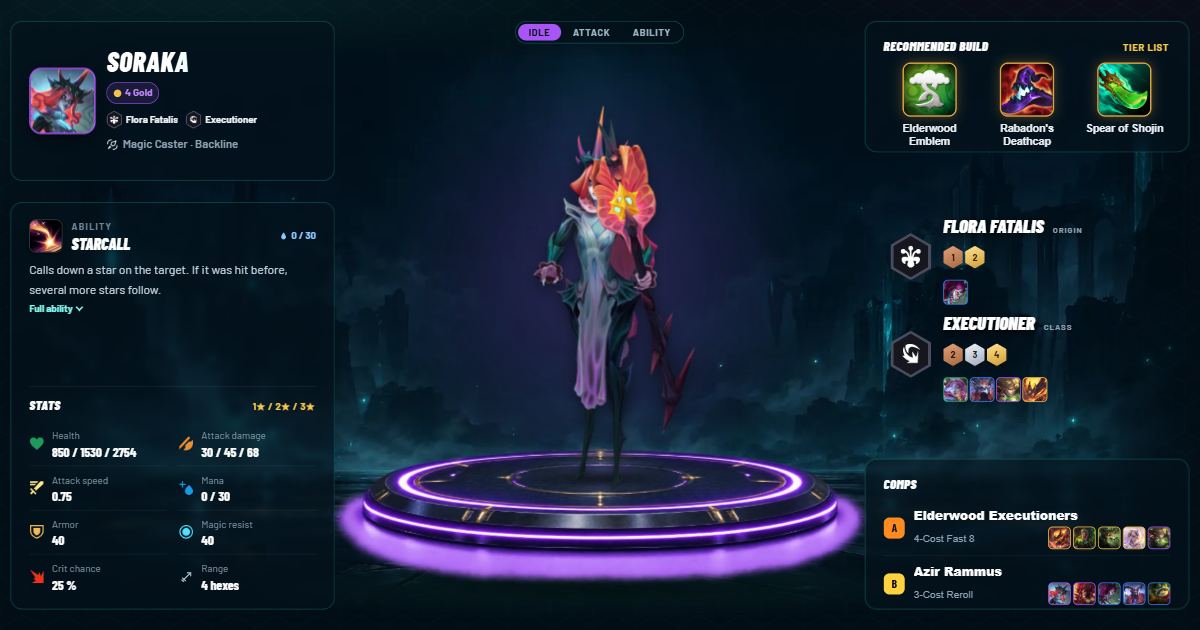 SORAKA
4 Gold
Flora Fatalis
Executioner
Magic Caster · Backline
ABILITY
STARCALL
0 / 30
Calls down a star on the target. If it was hit before,
several more stars follow.
Full ability
STATS
1★ / 2★ / 3★
Health
850 / 1530 / 2754
Attack damage
30 / 45 / 68
Attack speed
0.75
Mana
0 / 30
Armor
40
Magic resist
40
Crit chance
25 %
Range
4 hexes
IDLE
ATTACK
ABILITY
RECOMMENDED BUILD
TIER LIST
Elderwood
Emblem
Rabadon's
Deathcap
Spear of Shojin
FLORA FATALIS
ORIGIN
1
2
EXECUTIONER
CLASS
2
3
4
COMPS
A
Elderwood Executioners
4-Cost Fast 8
B
Azir Rammus
3-Cost Reroll